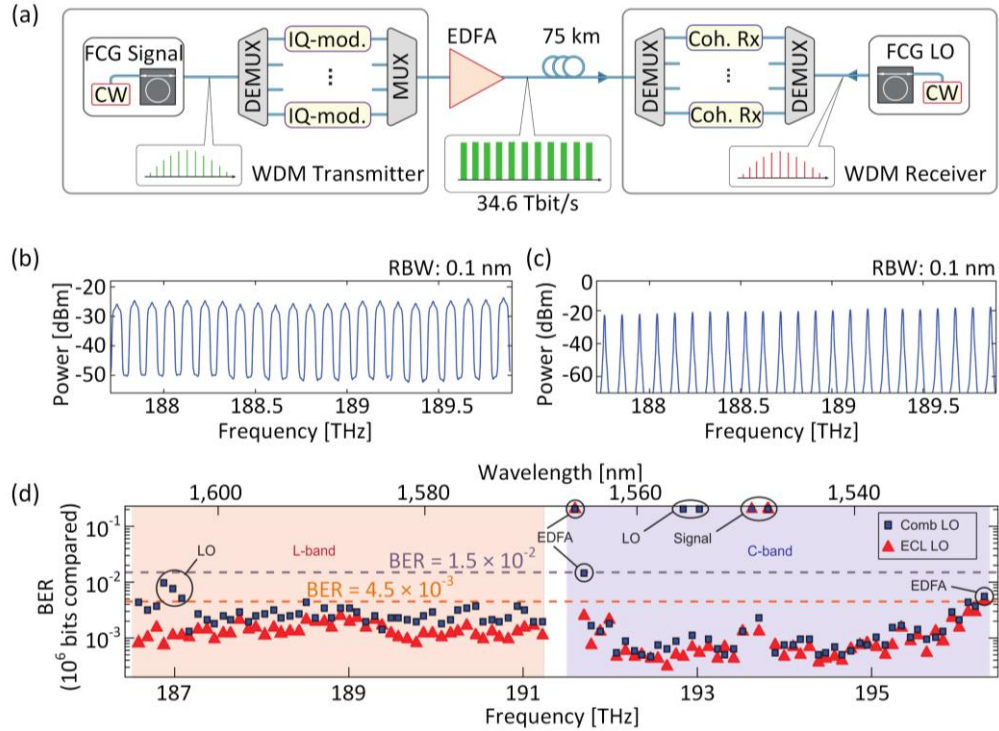 (a)
FCG Signal
CW
DEMUX
IQ-mod.
...
IQ-mod.
MUX
WDM Transmitter
EDFA
75 km
34.6 Tbit/s
DEMUX
Coh. Rx
...
Coh. Rx
DEMUX
FCG LO
CW
WDM Receiver
(b)
RBW: 0.1 nm
Power [dBm]
-20
-30
-40
-50
188
188.5
189
189.5
Frequency [THz]
(c)
RBW: 0.1 nm
Power (dBm)
0
-20
-40
-60
188
188.5
189
189.5
Frequency [THz]
(d)
Wavelength [nm]
1,600
1,580
1,560
1,540
BER
(10⁶ bits compared)
10⁻¹
10⁻²
10⁻³
LO
L-band
BER = 1.5 × 10⁻²
BER = 4.5 × 10⁻³
EDFA
LO
Signal
C-band
Comb LO
ECL LO
EDFA
187
189
191
193
195
Frequency [THz]